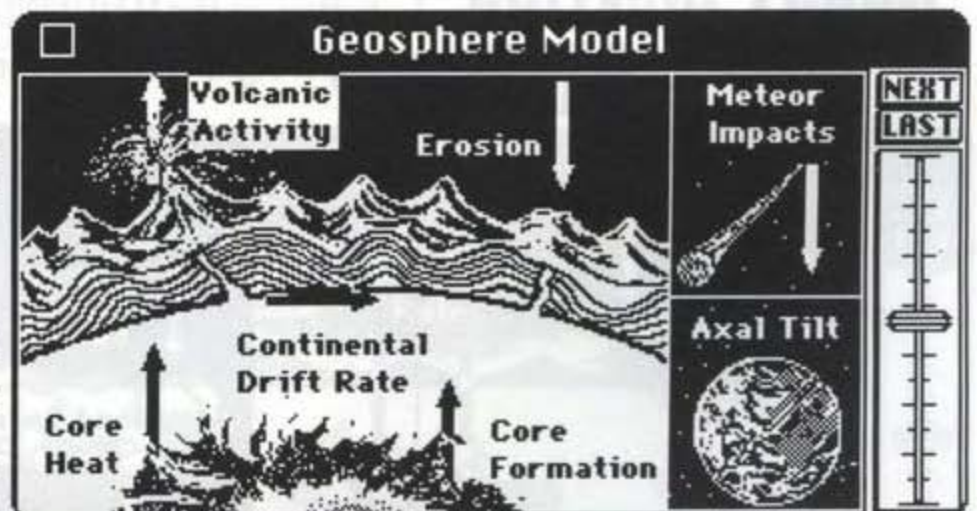 Geosphere Model
Volcanic
Activity
Erosion
Meteor
Impacts
NEXT
LAST
Continental
Drift Rate
Axal Tilt
Core
Heat
Core
Formation